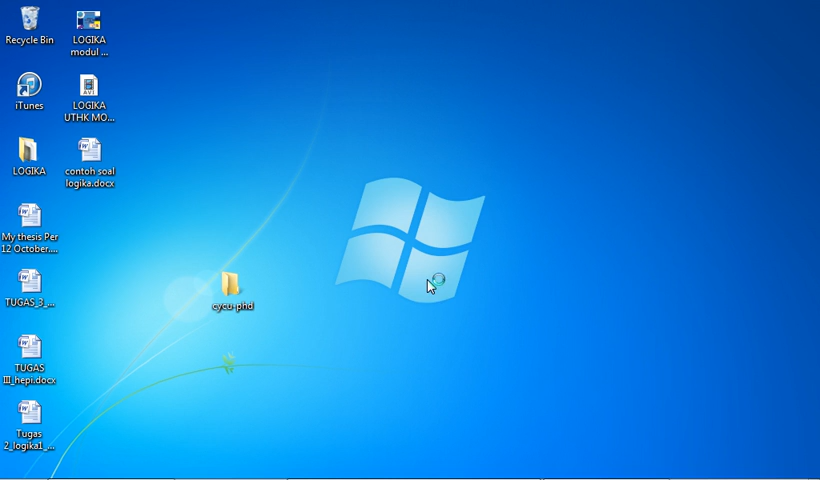 Recycle Bin
LOGIKA
modul ...
iTunes
LOGIKA
UTHK MO...
LOGIKA
contoh soal
logika.docx
My thesis Per
12 October....
TUGAS_3_...
cycu-phd
TUGAS
III_hepi.docx
Tugas
2_logika1_...